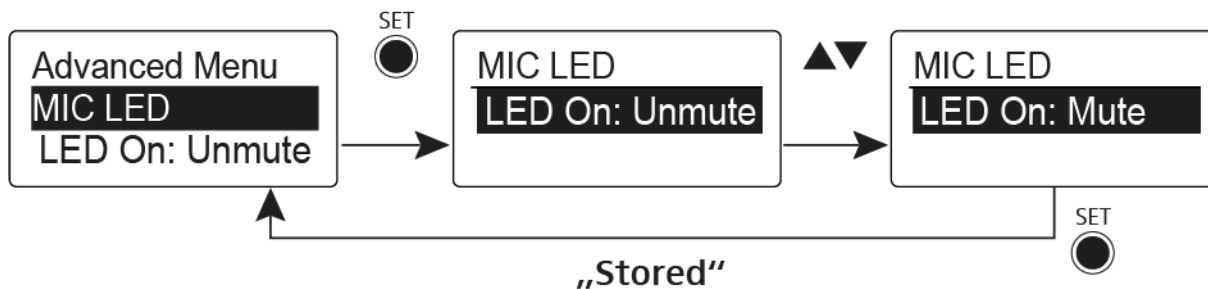 SET
Advanced Menu
MIC LED
LED On: Unmute
MIC LED
LED On: Unmute
▲▼
MIC LED
LED On: Mute
SET
„Stored“